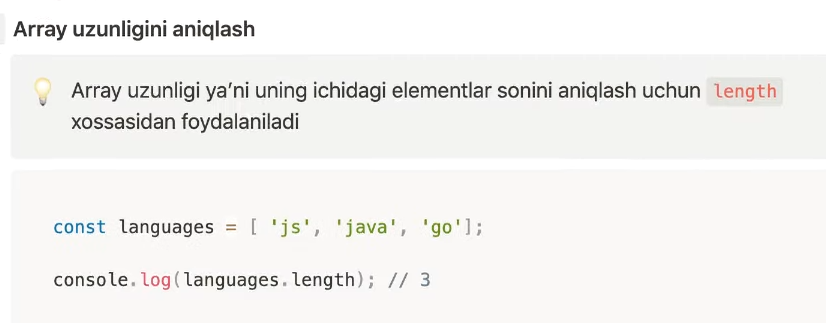 Array uzunligini aniqlash
Array uzunligi ya’ni uning ichidagi elementlar sonini aniqlash uchun length
xossasidan foydalaniladi
const languages = [ 'js', 'java', 'go'];
console.log(languages.length); // 3